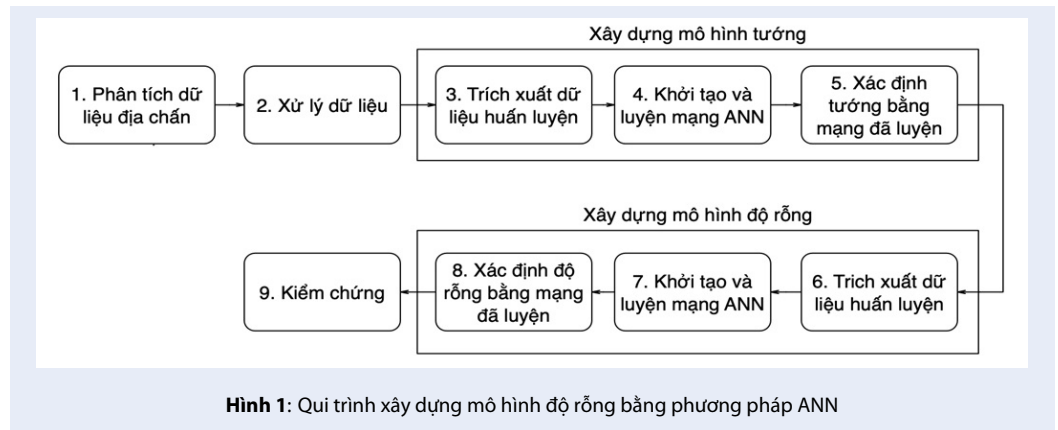 Xây dựng mô hình tướng
1. Phân tích dữ
liệu địa chấn
2. Xử lý dữ liệu
3. Trích xuất dữ
liệu huấn luyện
4. Khởi tạo và
luyện mạng ANN
5. Xác định
tướng bằng
mạng đã luyện
Xây dựng mô hình độ rỗng
9. Kiểm chứng
8. Xác định độ
rỗng bằng mạng
đã luyện
7. Khởi tạo và
luyện mạng ANN
6. Trich xuất dữ
liệu huấn luyện
Hình 1: Qui trình xây dựng mô hình độ rỗng bằng phương pháp ANN